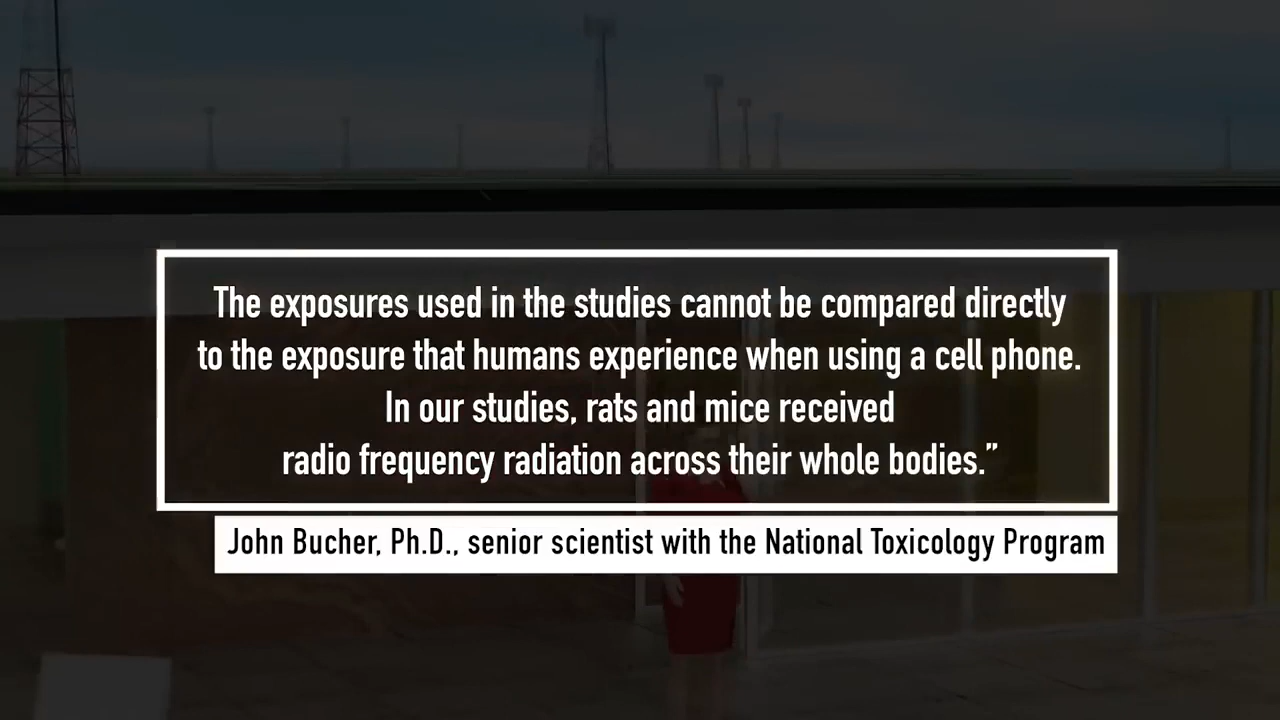 The exposures used in the studies cannot be compared directly
to the exposure that humans experience when using a cell phone.
In our studies, rats and mice received
radio frequency radiation across their whole bodies.”
John Bucher, Ph.D., senior scientist with the National Toxicology Program